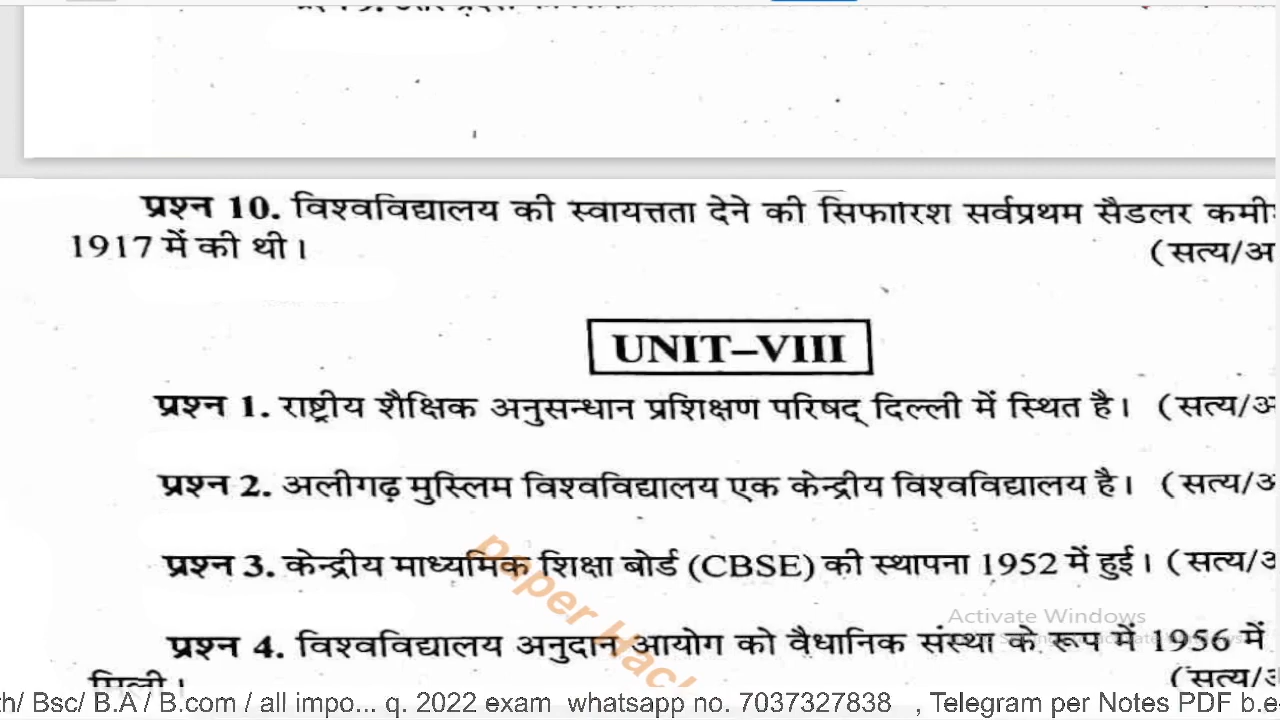 प्रश्न 10. विश्वविद्यालय को स्वायत्तता देने की सिफारिश सर्वप्रथम सैडलर कमी
1917 में की थी। (सत्य/अ
UNIT–VIII
प्रश्न 1. राष्ट्रीय शैक्षिक अनुसन्धान प्रशिक्षण परिषद् दिल्ली में स्थित है। (सत्य/अ
प्रश्न 2. अलीगढ़ मुस्लिम विश्वविद्यालय एक केन्द्रीय विश्वविद्यालय है। (सत्य/अ
प्रश्न 3. केन्द्रीय माध्यमिक शिक्षा बोर्ड (CBSE) की स्थापना 1952 में हुई। (सत्य/अ
paper Hack
Activate Windows
प्रश्न 4. विश्वविद्यालय अनुदान आयोग को वैधानिक संस्था के रूप में 1956 में
मिली। (सत्य/अ
th/ Bsc/ B.A / B.com / all impo... q. 2022 exam whatsapp no. 7037327838 , Telegram per Notes PDF b.e